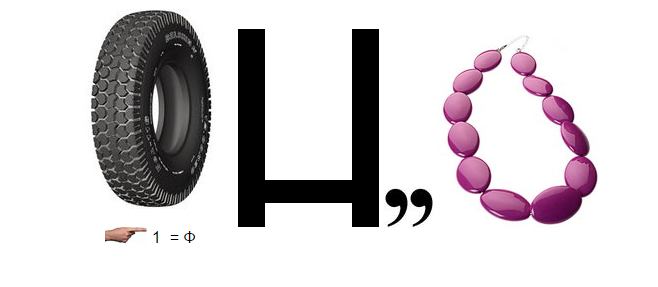 Н,,
1 = Ф